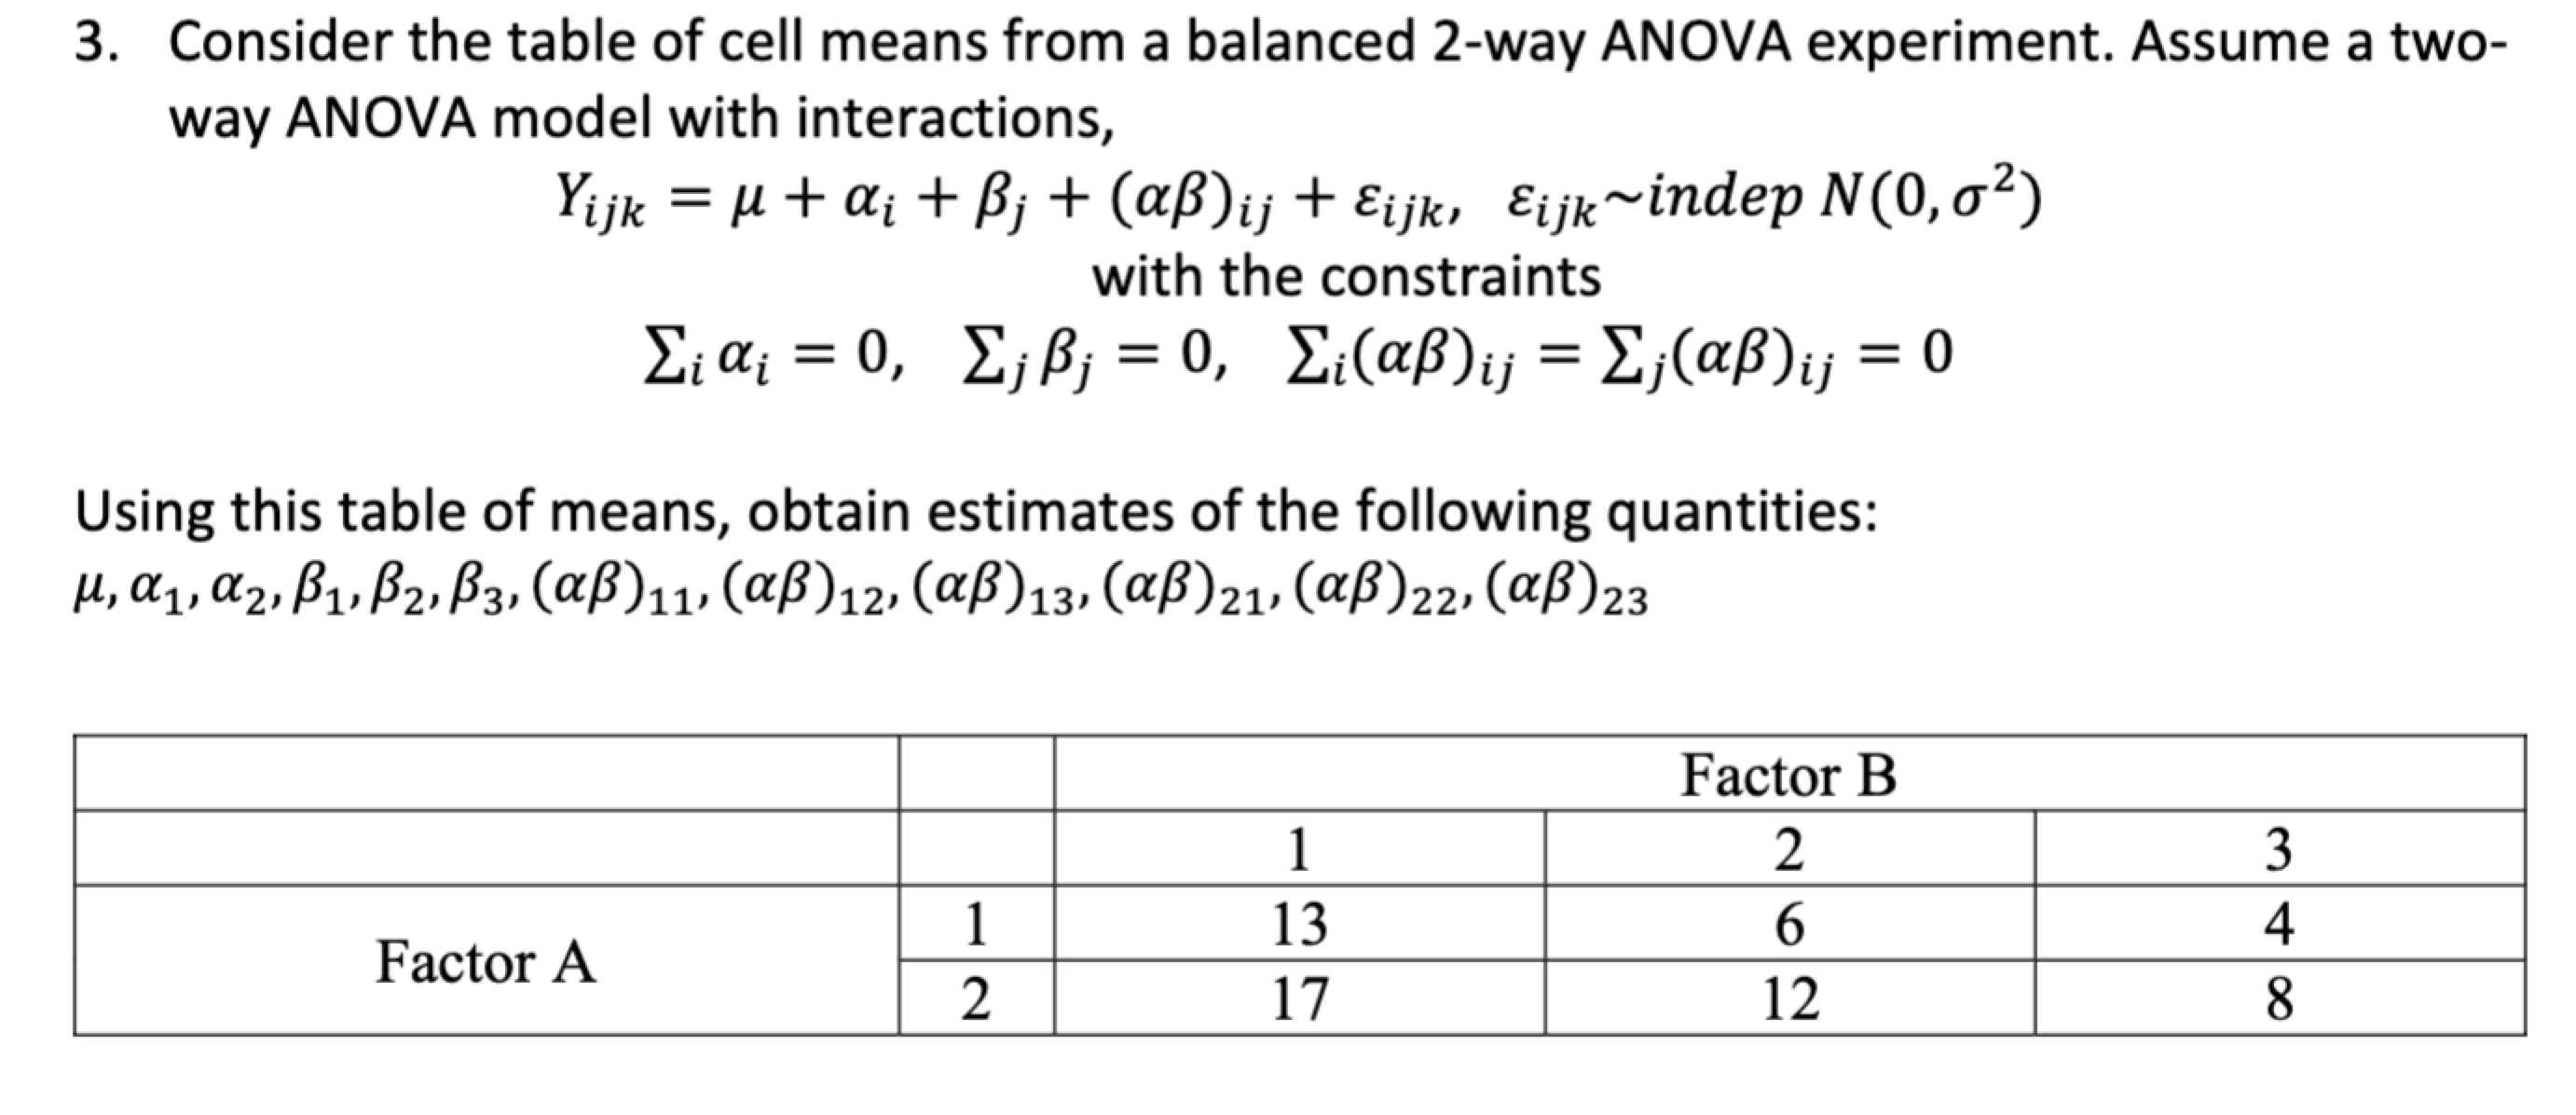 3. Consider the table of cell means from a balanced 2-way ANOVA experiment. Assume a two-
way ANOVA model with interactions,
Yᵢⱼₖ = μ + αᵢ + βⱼ + (αβ)ᵢⱼ + εᵢⱼₖ, εᵢⱼₖ~indep N(0, σ²)
with the constraints
∑ᵢ αᵢ = 0, ∑ⱼ βⱼ = 0, ∑ᵢ(αβ)ᵢⱼ = ∑ⱼ(αβ)ᵢⱼ = 0
Using this table of means, obtain estimates of the following quantities:
μ, α₁, α₂, β₁, β₂, β₃, (αβ)₁₁, (αβ)₁₂, (αβ)₁₃, (αβ)₂₁, (αβ)₂₂, (αβ)₂₃
Factor B
1 2 3
Factor A
1 13 6 4
2 17 12 8